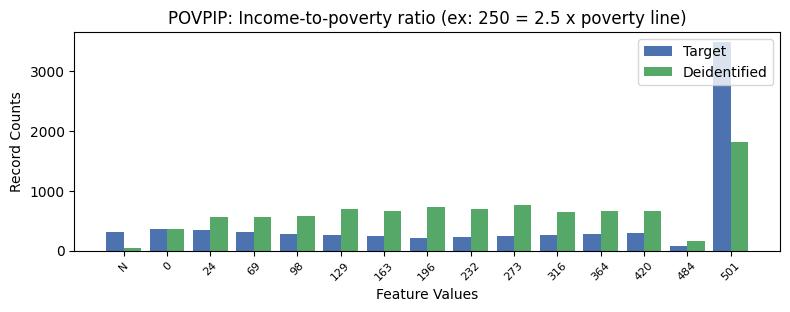 POVPIP: Income-to-poverty ratio (ex: 250 = 2.5 x poverty line)
Target
Deidentified
Record Counts
3000
2000
1000
0
N 0 24 69 98 129 163 196 232 273 316 364 420 484 501
Feature Values